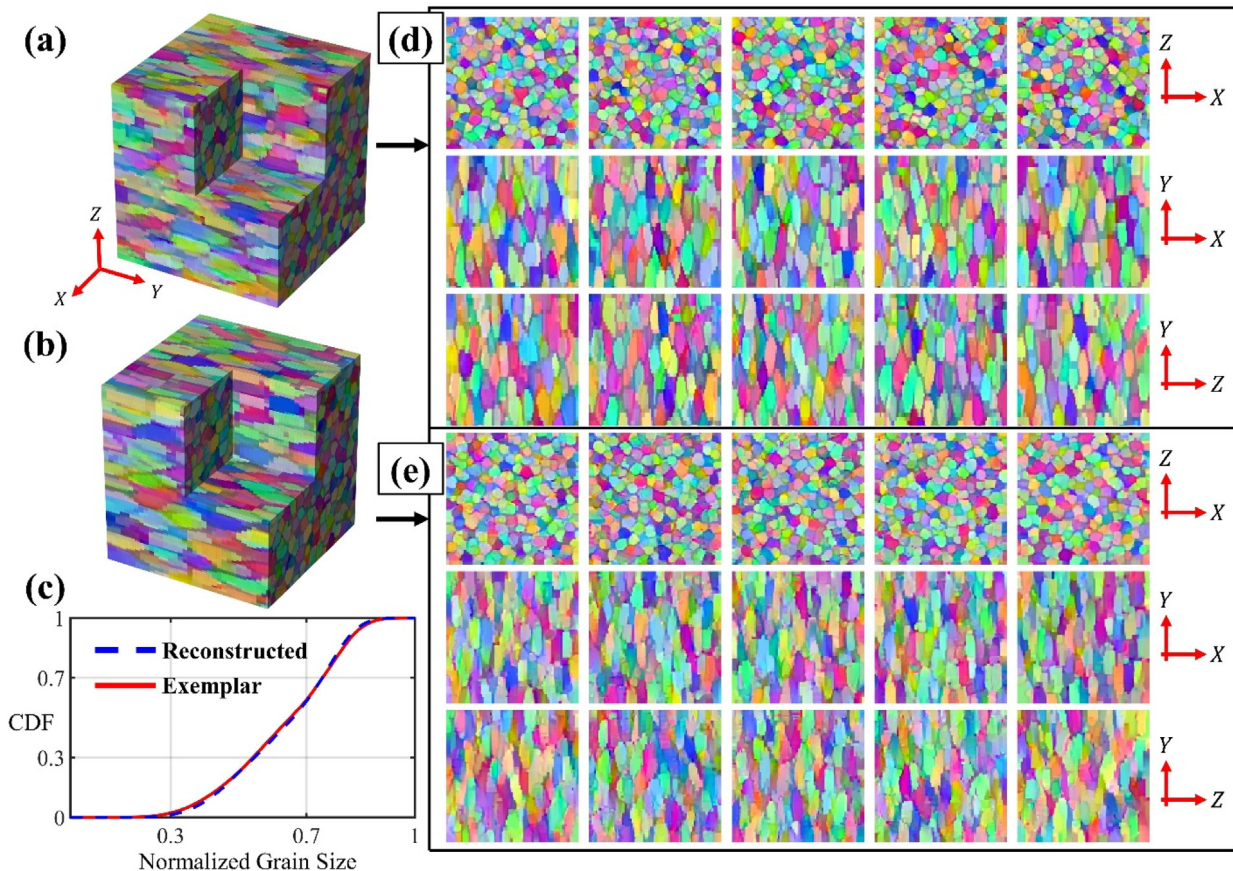 (a)
Z
X
Y
(b)
(c)
1
Reconstructed
0.7
Exemplar
CDF
0.3
0
0.3
0.7
1
Normalized Grain Size
(d)
Z
X
Y
X
Y
Z
(e)
Z
X
Y
X
Y
Z